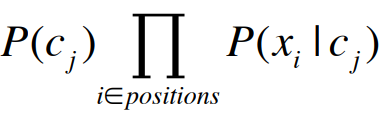 P(c_j) ∏_{i∈positions} P(x_i | c_j)